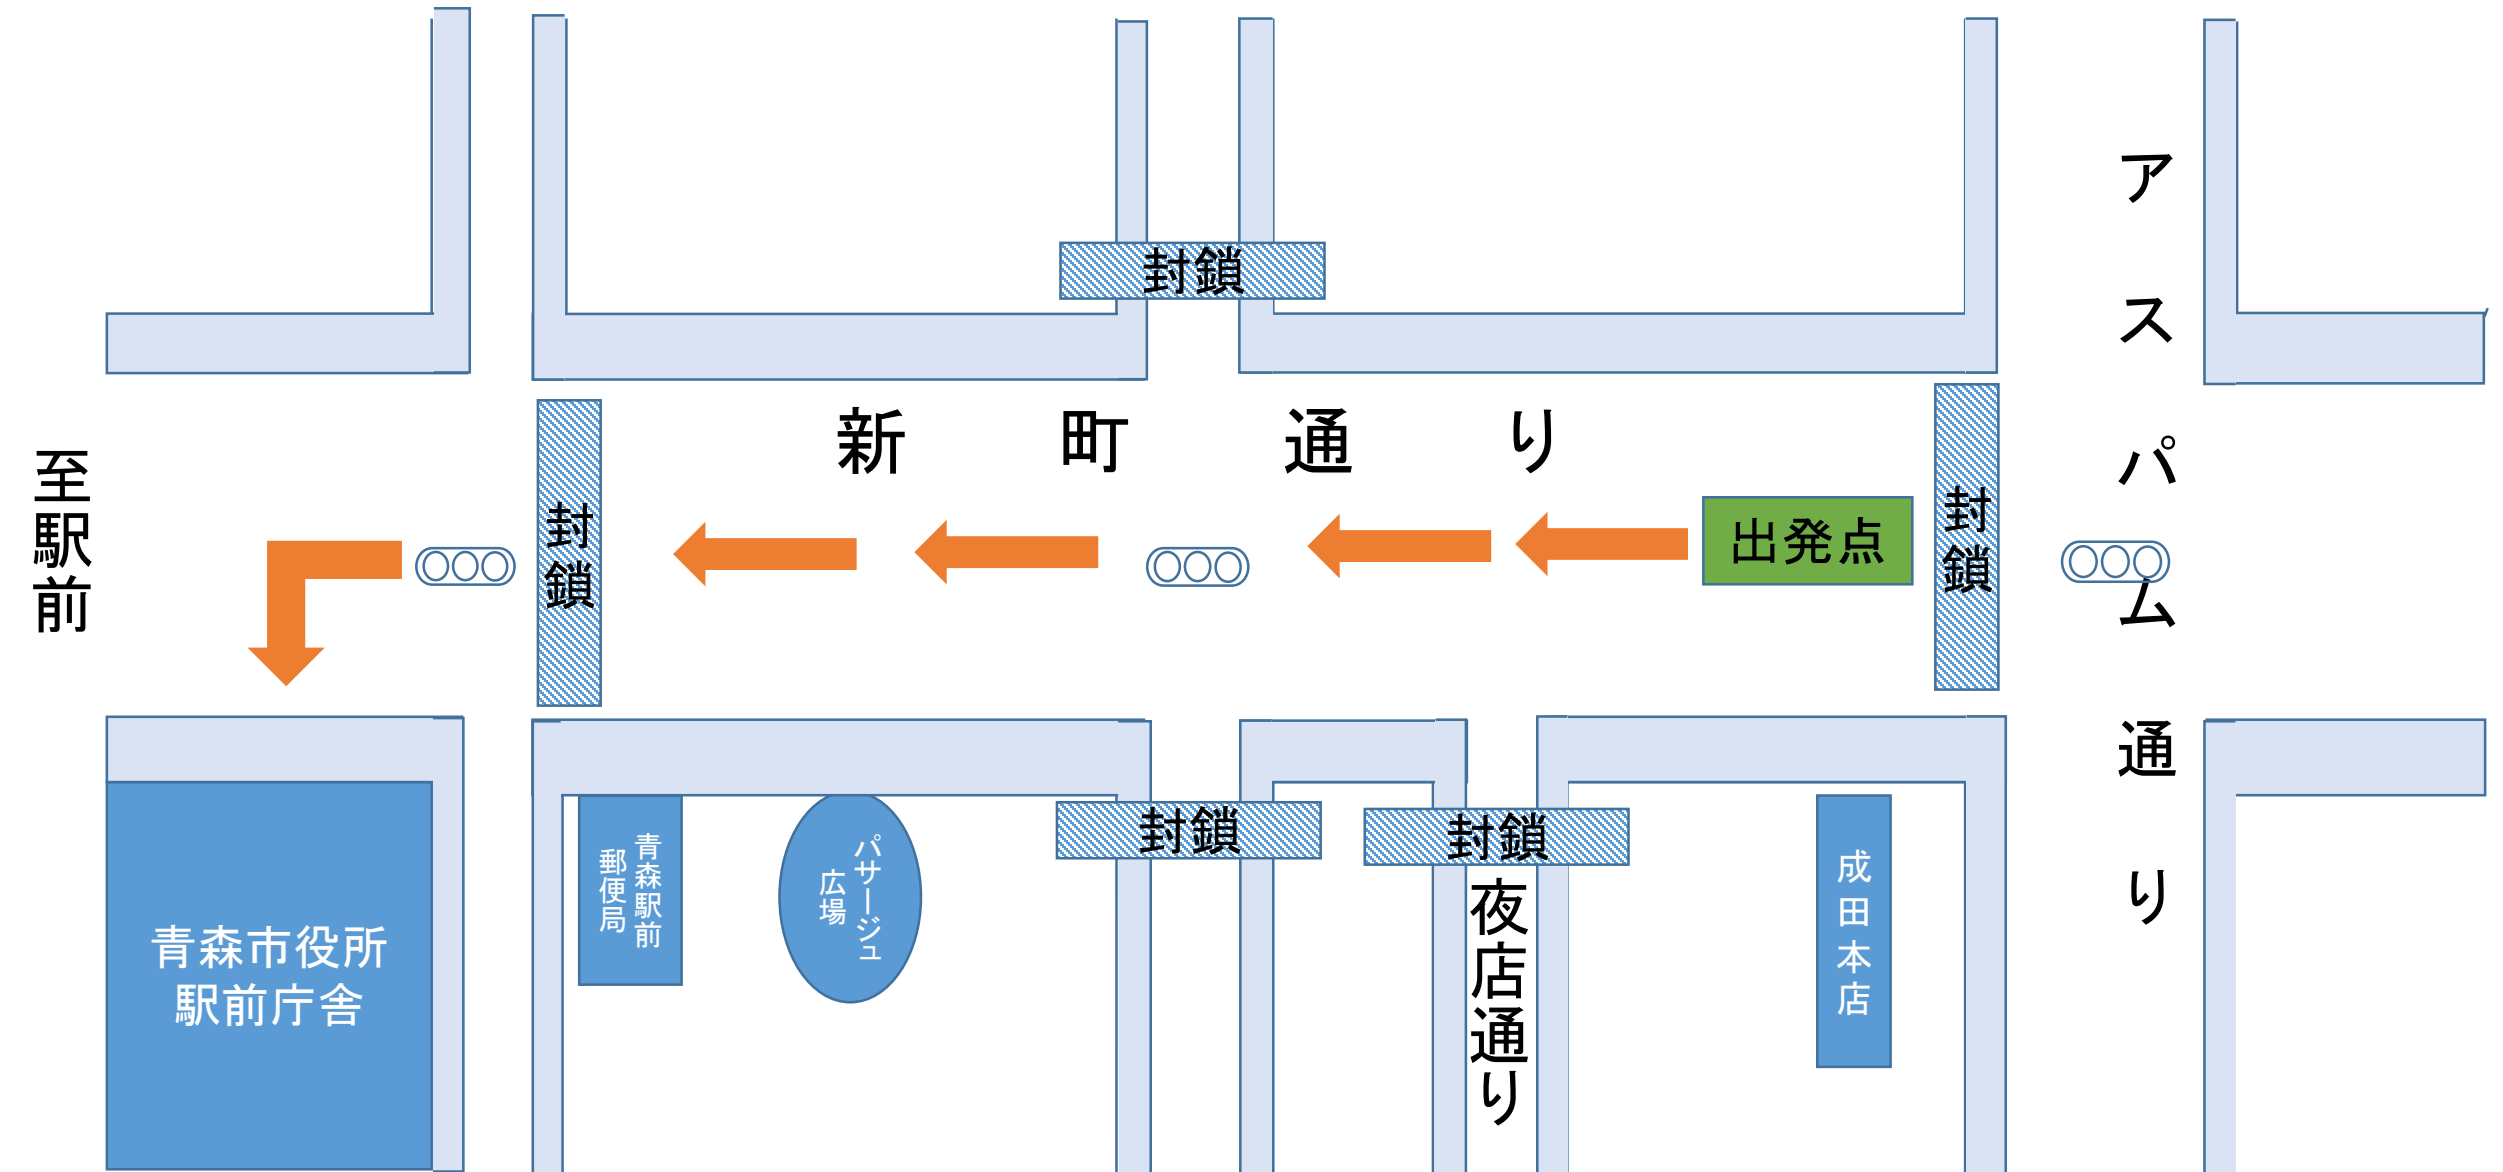 封鎖
新町通り
アスパム通り
至駅前
封鎖
出発点
封鎖
封鎖
封鎖
夜店通り
青森市役所
駅前庁舎
青森駅前
郵便局
パサージュ
広場
成田本店